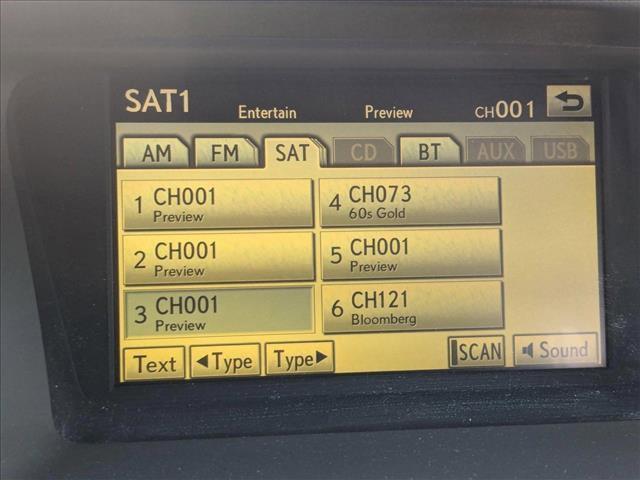 SAT1 Entertain Preview CH001
AM FM SAT CD BT AUX USB
1 CH001
Preview
4 CH073
60s Gold
2 CH001
Preview
5 CH001
Preview
3 CH001
Preview
6 CH121
Bloomberg
Text ◀Type Type▶ SCAN Sound